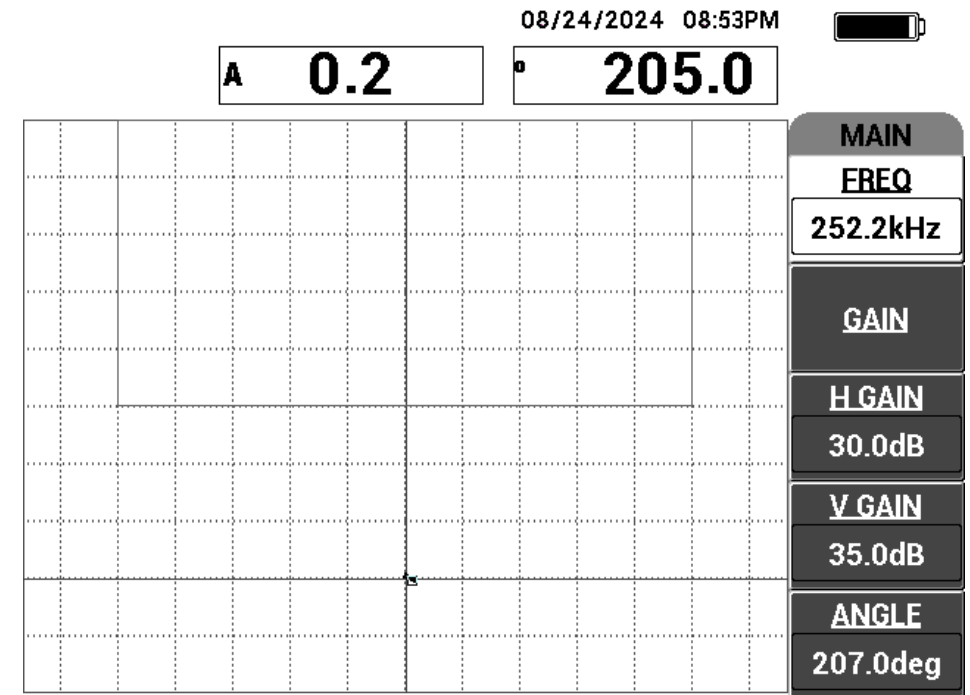 08/24/2024 08:53PM
A 0.2
° 205.0
MAIN
FREQ
252.2kHz
GAIN
H GAIN
30.0dB
V GAIN
35.0dB
ANGLE
207.0deg